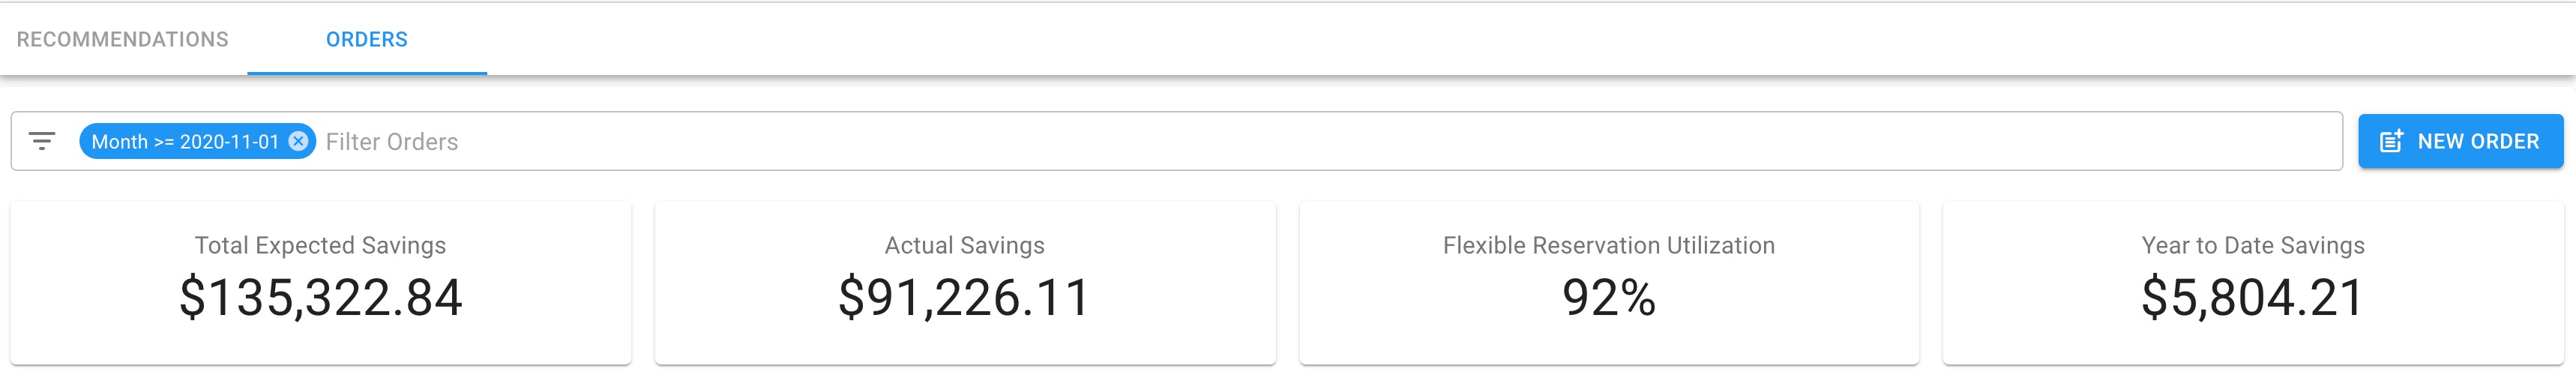 RECOMMENDATIONS ORDERS
Month >= 2020-11-01 Filter Orders NEW ORDER
Total Expected Savings
$135,322.84
Actual Savings
$91,226.11
Flexible Reservation Utilization
92%
Year to Date Savings
$5,804.21